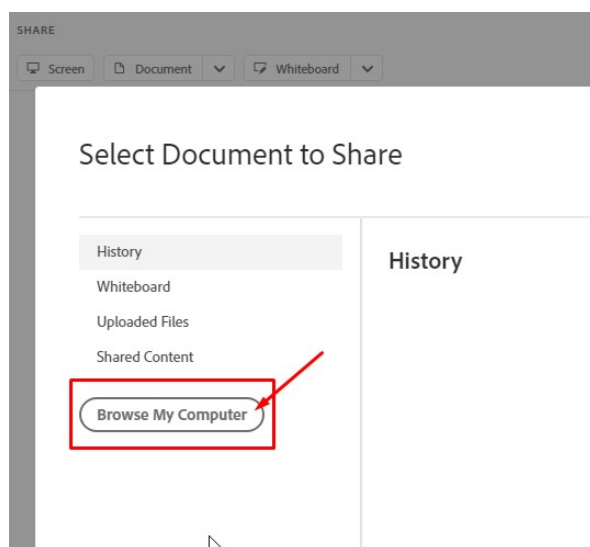 SHARE
Screen Document Whiteboard
Select Document to Share
History
Whiteboard
Uploaded Files
Shared Content
Browse My Computer
History